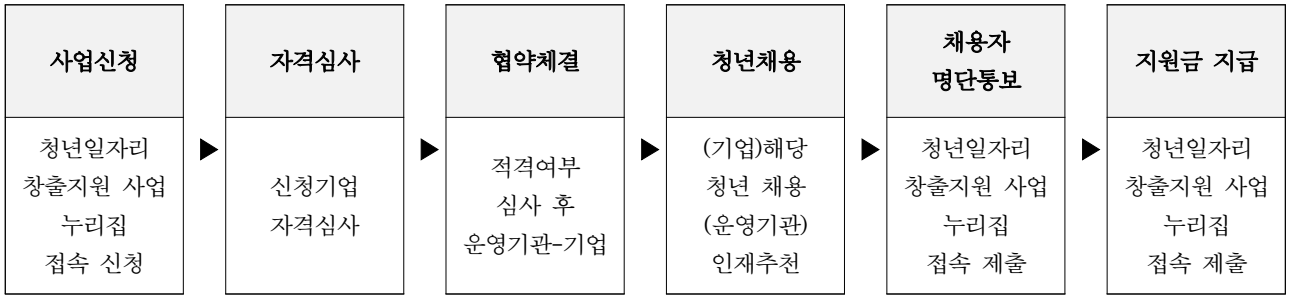 사업신청
청년일자리
창출지원 사업
누리집
접속 신청
자격심사
신청기업
자격심사
협약체결
적격여부
심사 후
운영기관-기업
청년채용
(기업)해당
청년 채용
(운영기관)
인재추천
채용자
명단통보
청년일자리
창출지원 사업
누리집
접속 제출
지원금 지급
청년일자리
창출지원 사업
누리집
접속 제출